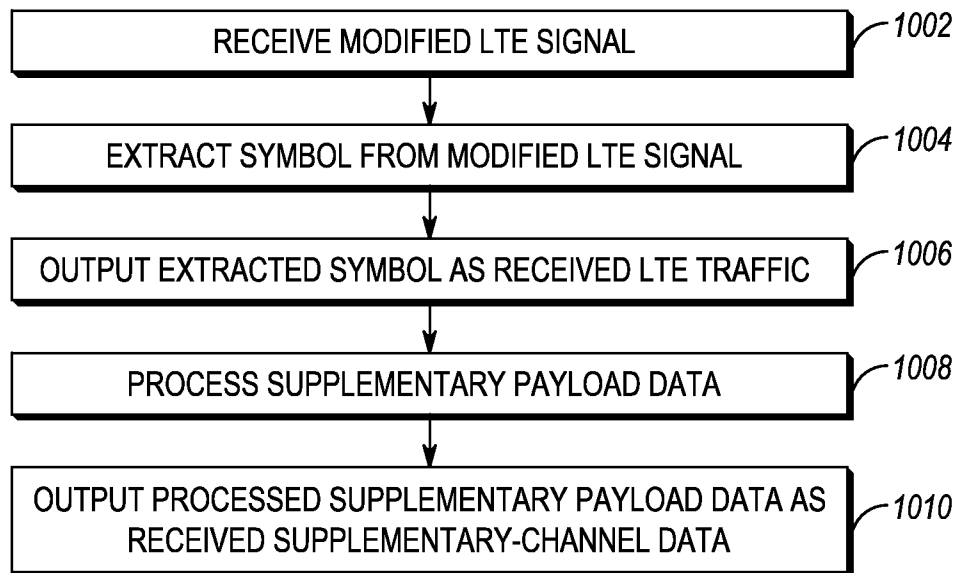 RECEIVE MODIFIED LTE SIGNAL
1002
EXTRACT SYMBOL FROM MODIFIED LTE SIGNAL
1004
OUTPUT EXTRACTED SYMBOL AS RECEIVED LTE TRAFFIC
1006
PROCESS SUPPLEMENTARY PAYLOAD DATA
1008
OUTPUT PROCESSED SUPPLEMENTARY PAYLOAD DATA AS
RECEIVED SUPPLEMENTARY-CHANNEL DATA
1010